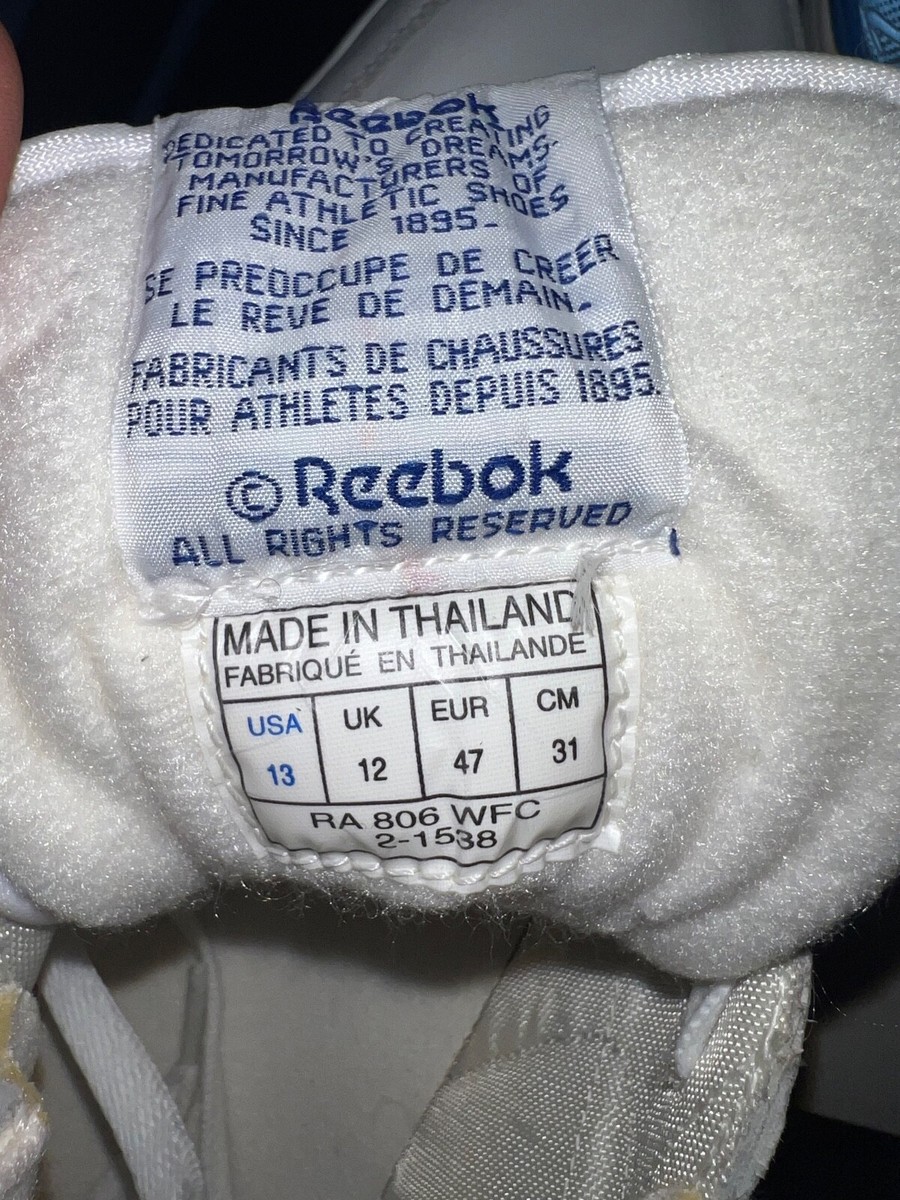 Reebok
DEDICATED TO CREATING
TOMORROW'S DREAMS-
MANUFACTURERS OF
FINE ATHLETIC SHOES
SINCE 1895-
SE PREOCCUPE DE CREER
LE REVE DE DEMAIN-
FABRICANTS DE CHAUSSURES
POUR ATHLETES DEPUIS 1895.
©Reebok
ALL RIGHTS RESERVED
MADE IN THAILAND
FABRIQUÉ EN THAILANDE
USA UK EUR CM
13 12 47 31
RA 806 WFC
2-1538